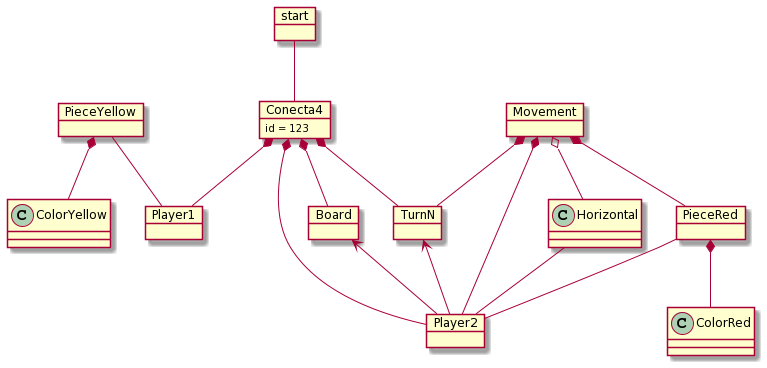 start
PieceYellow
Conecta4
id = 123
Movement
C ColorYellow
Player1
Board
TurnN
C Horizontal
PieceRed
Player2
C ColorRed